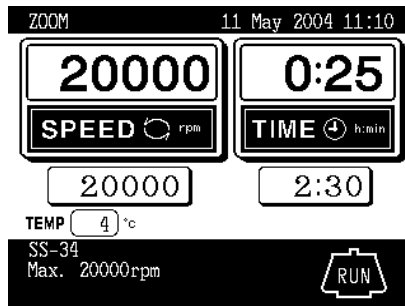 ZOOM 11 May 2004 11:10
20000 0:25
SPEED rpm TIME h:min
20000 2:30
TEMP 4 °c
SS-34
Max. 20000rpm
RUN